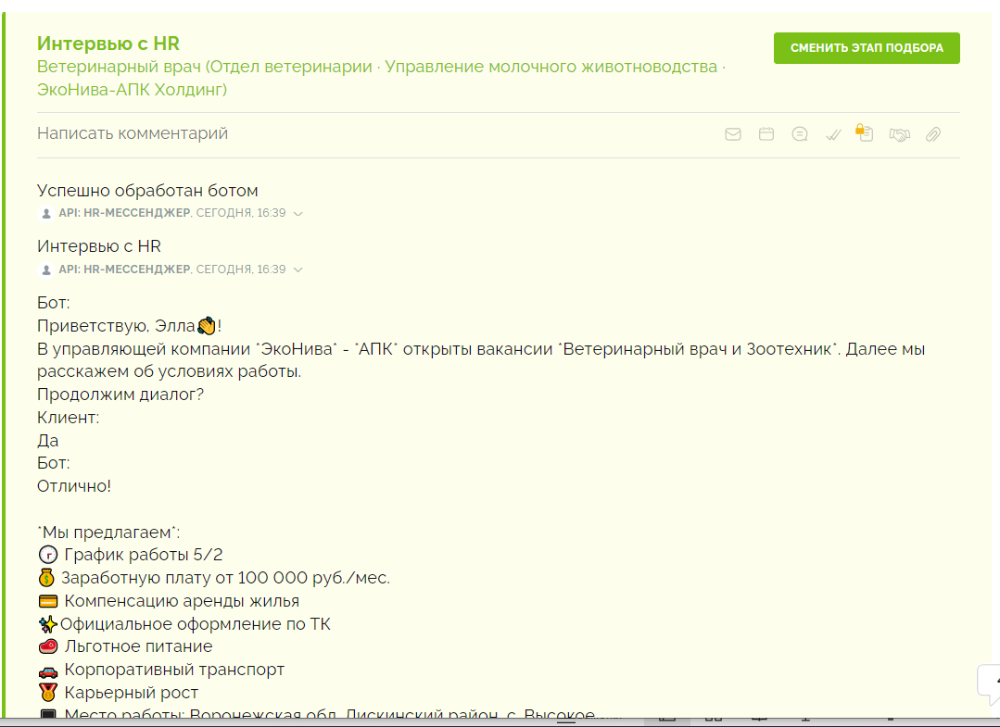 Интервью с HR
СМЕНИТЬ ЭТАП ПОДБОРА
Ветеринарный врач (Отдел ветеринарии · Управление молочного животноводства ·
ЭкоНива-АПК Холдинг)
Написать комментарий
Успешно обработан ботом
API: HR-МЕССЕНДЖЕР, СЕГОДНЯ, 16:39
Интервью с HR
API: HR-МЕССЕНДЖЕР, СЕГОДНЯ, 16:39
Бот:
Приветствую, Элла👏!
В управляющей компании *ЭкоНива* - *АПК* открыты вакансии *Ветеринарный врач и Зоотехник*. Далее мы
расскажем об условиях работы.
Продолжим диалог?
Клиент:
Да
Бот:
Отлично!
*Мы предлагаем*:
График работы 5/2
Заработную плату от 100 000 руб./мес.
Компенсацию аренды жилья
Официальное оформление по ТК
Льготное питание
Корпоративный транспорт
Карьерный рост
Место работы: Воронежская обл. Лискинский район, с. Высокое